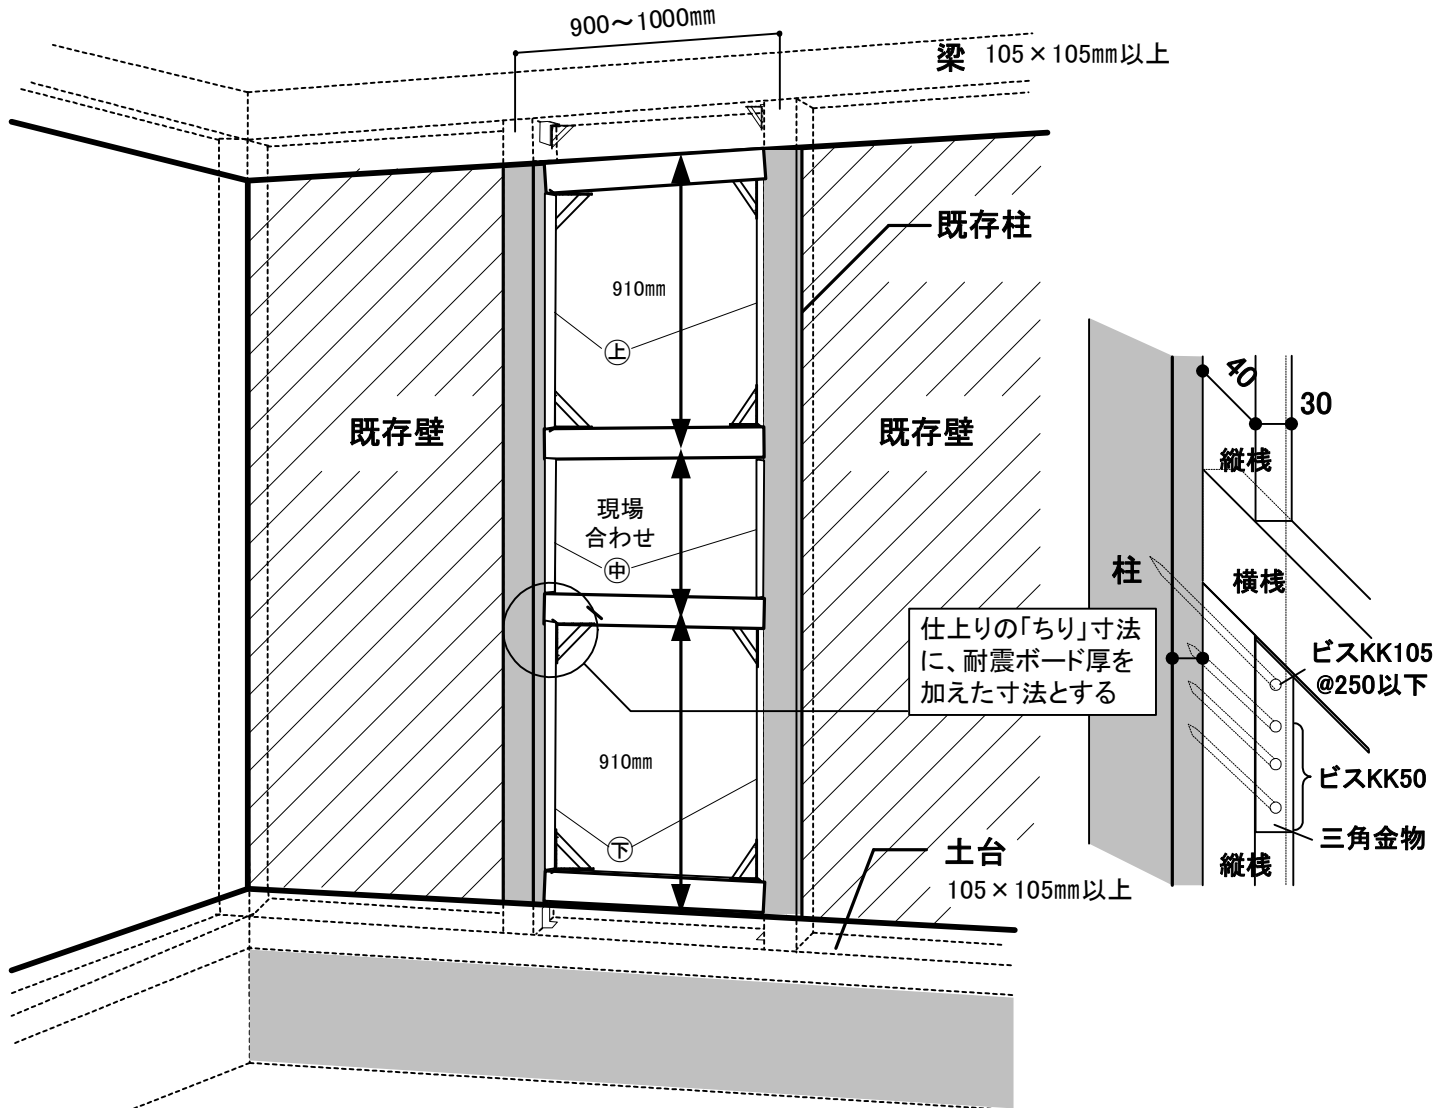 900～1000㎜
梁 105×105㎜以上
既存柱
910㎜
上
既存壁
既存壁
現場
合わせ
中
仕上りの「ちり」寸法
に、耐震ボード厚を
加えた寸法とする
910㎜
下
土台
105×105㎜以上
40
30
縦桟
柱
横桟
ビスKK105
@250以下
ビスKK50
三角金物
縦桟